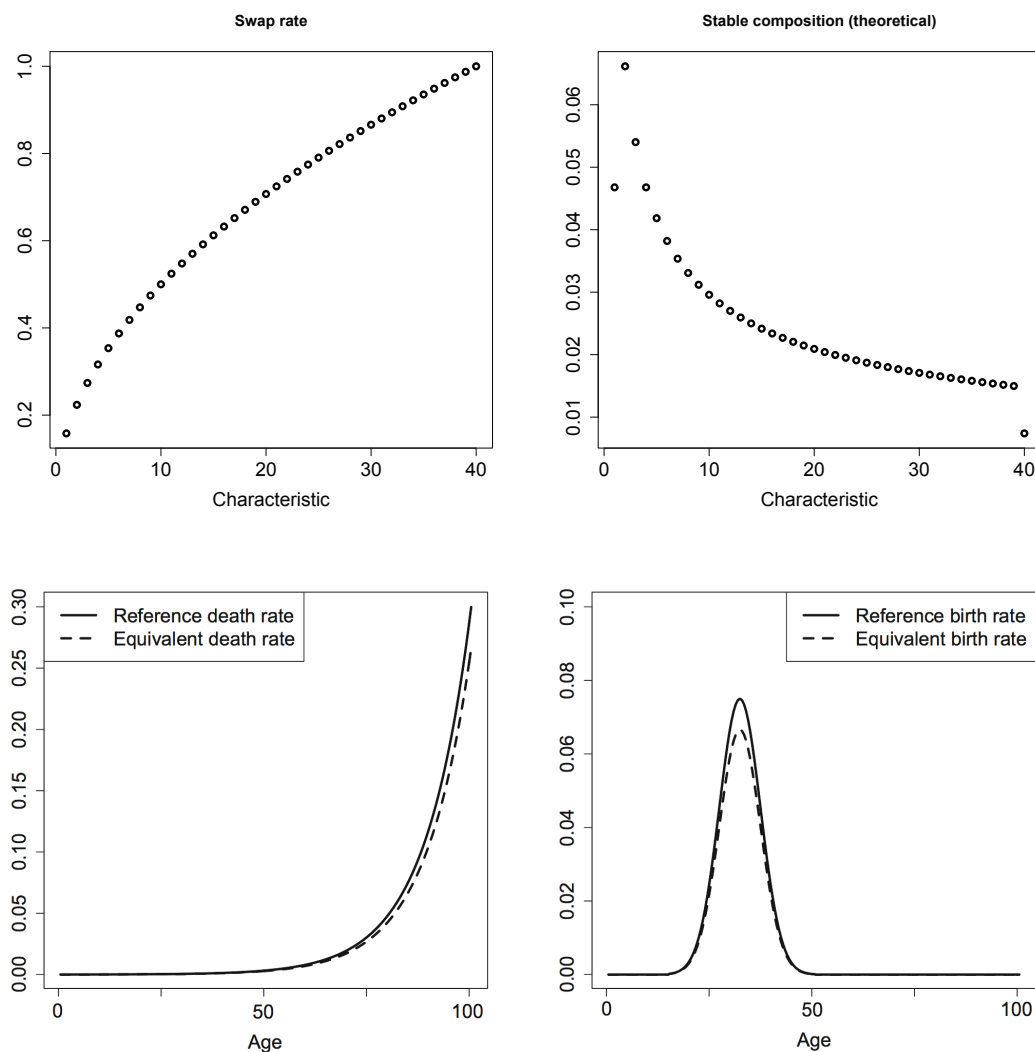 Swap rate
1.0
0.8
0.6
0.4
0.2
0 10 20 30 40
Characteristic
Stable composition (theoretical)
0.06
0.05
0.04
0.03
0.02
0.01
0 10 20 30 40
Characteristic
Reference death rate
Equivalent death rate
0.30
0.25
0.20
0.15
0.10
0.05
0.00
0 50 100
Age
Reference birth rate
Equivalent birth rate
0.10
0.08
0.06
0.04
0.02
0.00
0 50 100
Age